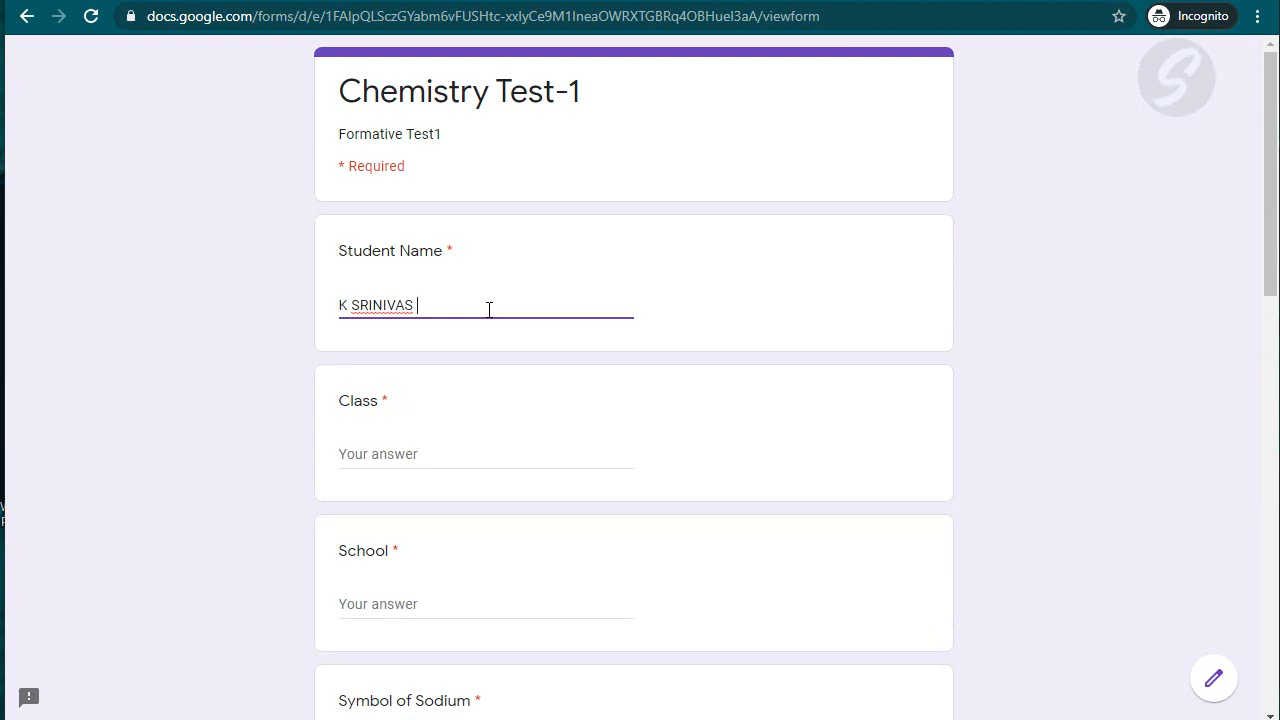 docs.google.com/forms/d/e/1FAIpQLSczGYabm6vFUSHtc-xxlyCe9M1IneaOWRXTGBRq4OBHuel3aA/viewform
Incognito
Chemistry Test-1
Formative Test1
* Required
Student Name *
K SRINIVAS
Class *
Your answer
School *
Your answer
Symbol of Sodium *